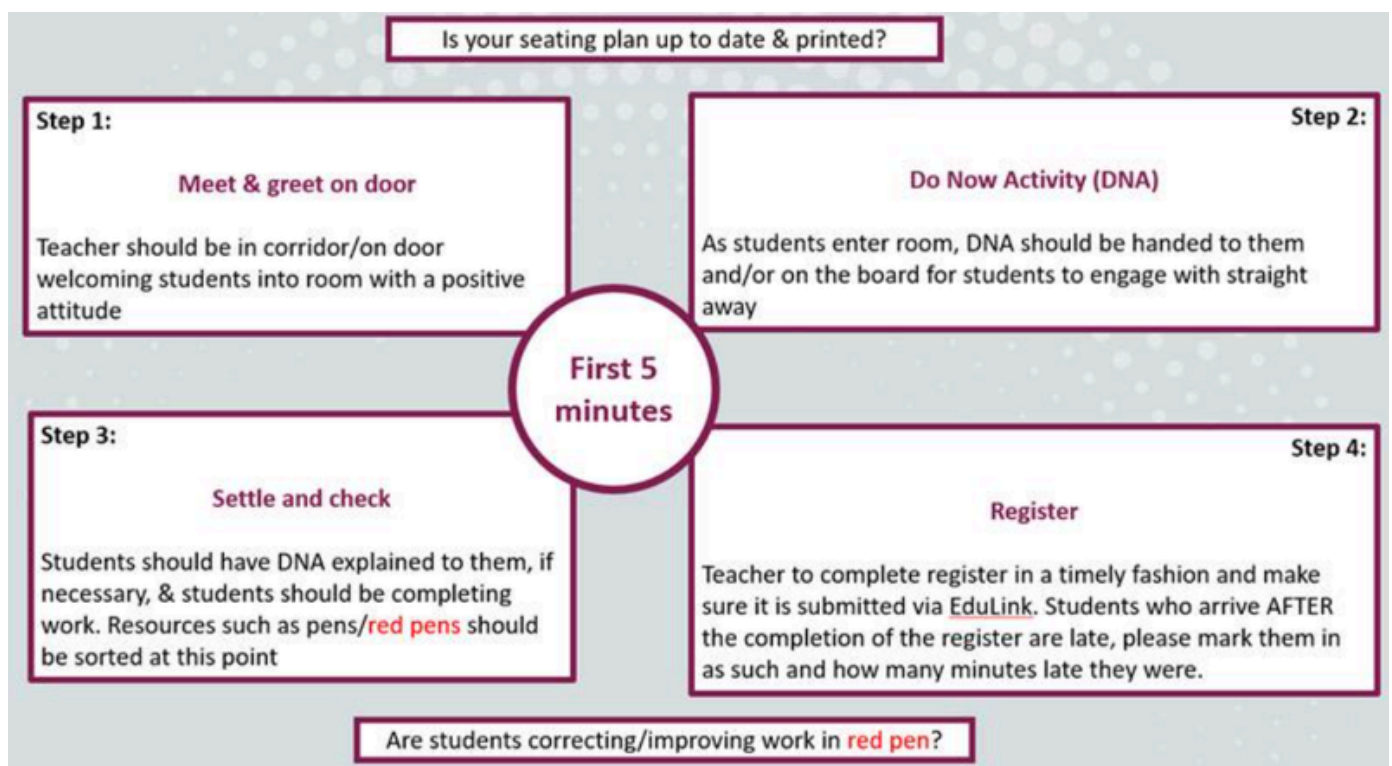 Is your seating plan up to date & printed?
Step 1:
Meet & greet on door
Teacher should be in corridor/on door
welcoming students into room with a positive
attitude
Step 2:
Do Now Activity (DNA)
As students enter room, DNA should be handed to them
and/or on the board for students to engage with straight
away
First 5
minutes
Step 3:
Settle and check
Students should have DNA explained to them, if
necessary, & students should be completing
work. Resources such as pens/red pens should
be sorted at this point
Step 4:
Register
Teacher to complete register in a timely fashion and make
sure it is submitted via EduLink. Students who arrive AFTER
the completion of the register are late, please mark them in
as such and how many minutes late they were.
Are students correcting/improving work in red pen?